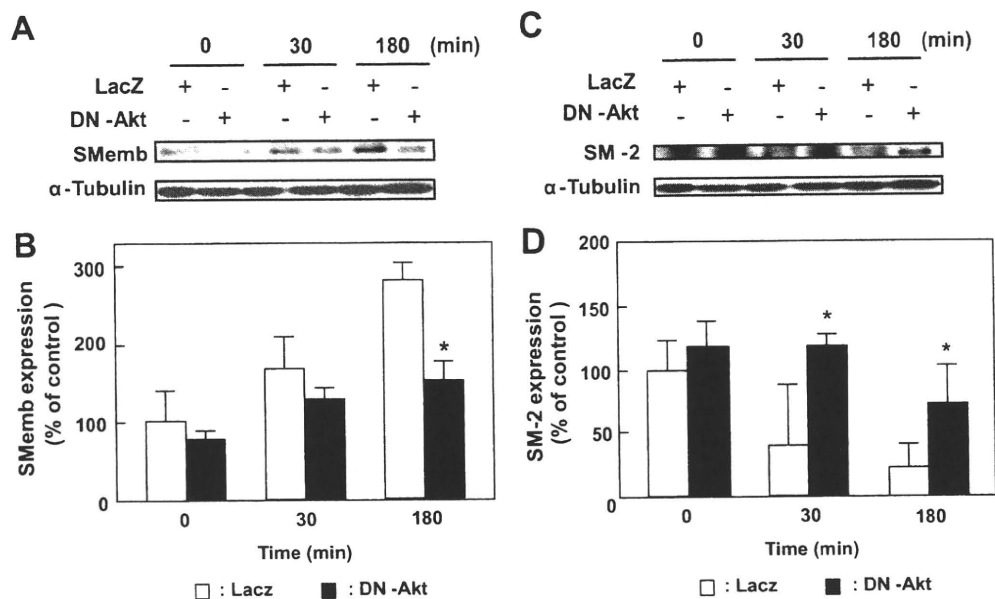 A
0 30 180 (min)
LacZ + - + - + -
DN -Akt - + - + - +
SMemb
α-Tubulin
B
SMemb expression
(% of control )
300
200
100
0
0 30 180
Time (min)
: Lacz : DN -Akt
C
0 30 180 (min)
LacZ + - + - + -
DN -Akt - + - + - +
SM -2
α-Tubulin
D
SM-2 expression
(% of control)
200
150
100
50
0
* *
0 30 180
Time (min)
: Lacz : DN -Akt
*